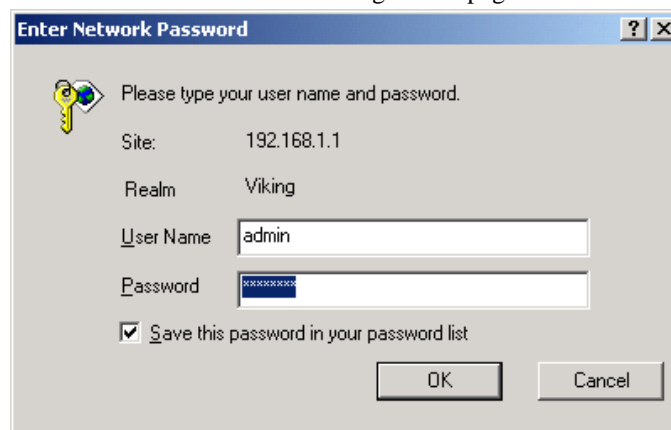 Enter Network Password
Please type your user name and password.
Site: 192.168.1.1
Realm Viking
User Name admin
Password ********
Save this password in your password list
OK Cancel